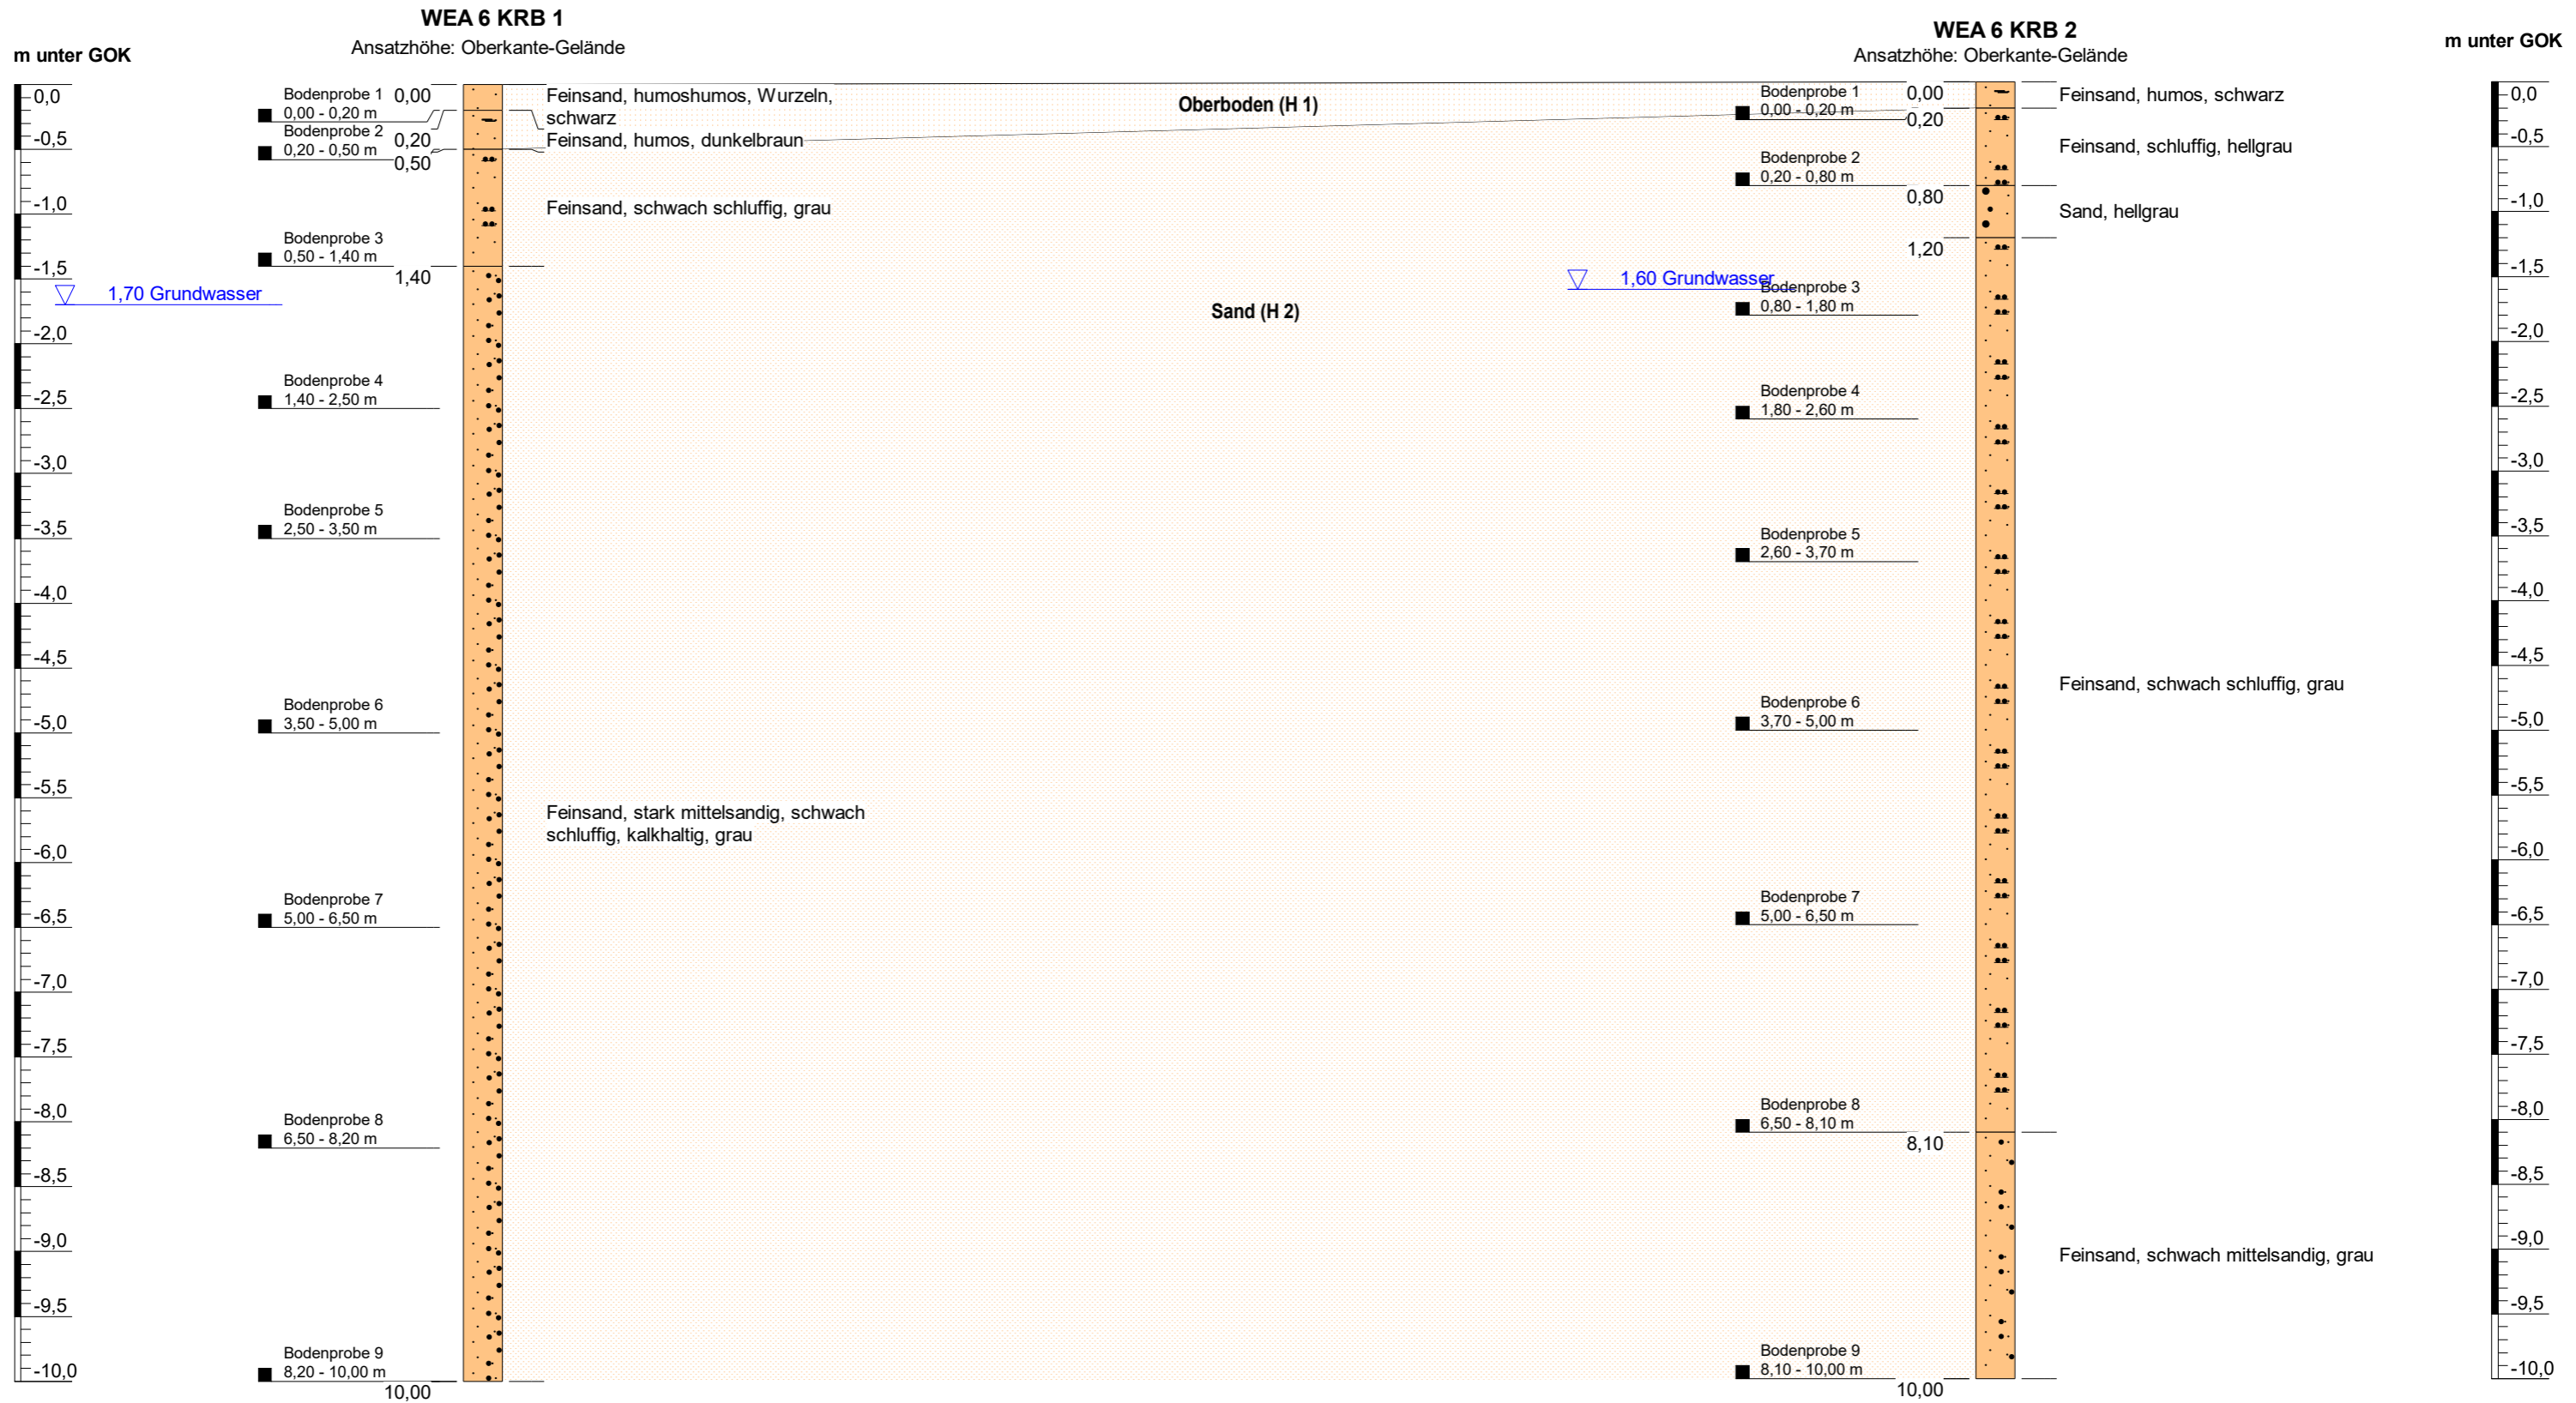 WEA 6 KRB 1
Ansatzhöhe: Oberkante-Gelände
m unter GOK
0,0
-0,5
-1,0
-1,5
-2,0
-2,5
-3,0
-3,5
-4,0
-4,5
-5,0
-5,5
-6,0
-6,5
-7,0
-7,5
-8,0
-8,5
-9,0
-9,5
-10,0
1,70 Grundwasser
Bodenprobe 1
0,00 - 0,20 m
Bodenprobe 2
0,20 - 0,50 m
Bodenprobe 3
0,50 - 1,40 m
Bodenprobe 4
1,40 - 2,50 m
Bodenprobe 5
2,50 - 3,50 m
Bodenprobe 6
3,50 - 5,00 m
Bodenprobe 7
5,00 - 6,50 m
Bodenprobe 8
6,50 - 8,20 m
Bodenprobe 9
8,20 - 10,00 m
0,00
0,20
0,50
1,40
10,00
Feinsand, humoshumos, Wurzeln,
schwarz
Feinsand, humos, dunkelbraun
Feinsand, schwach schluffig, grau
Feinsand, stark mittelsandig, schwach
schluffig, kalkhaltig, grau
Oberboden (H 1)
Sand (H 2)
WEA 6 KRB 2
Ansatzhöhe: Oberkante-Gelände
1,60 Grundwasser
Bodenprobe 1
0,00 - 0,20 m
Bodenprobe 2
0,20 - 0,80 m
Bodenprobe 3
0,80 - 1,80 m
Bodenprobe 4
1,80 - 2,60 m
Bodenprobe 5
2,60 - 3,70 m
Bodenprobe 6
3,70 - 5,00 m
Bodenprobe 7
5,00 - 6,50 m
Bodenprobe 8
6,50 - 8,10 m
Bodenprobe 9
8,10 - 10,00 m
0,00
0,20
0,80
1,20
8,10
10,00
Feinsand, humos, schwarz
Feinsand, schluffig, hellgrau
Sand, hellgrau
Feinsand, schwach schluffig, grau
Feinsand, schwach mittelsandig, grau
m unter GOK
0,0
-0,5
-1,0
-1,5
-2,0
-2,5
-3,0
-3,5
-4,0
-4,5
-5,0
-5,5
-6,0
-6,5
-7,0
-7,5
-8,0
-8,5
-9,0
-9,5
-10,0